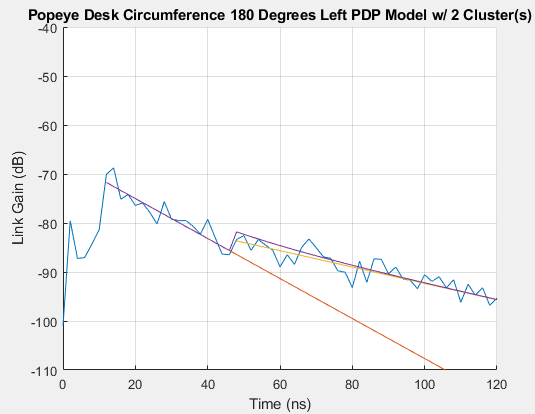 Popeye Desk Circumference 180 Degrees Left PDP Model w/ 2 Cluster(s)
-40
-50
-60
-70
-80
-90
-100
-110
Link Gain (dB)
0 20 40 60 80 100 120
Time (ns)